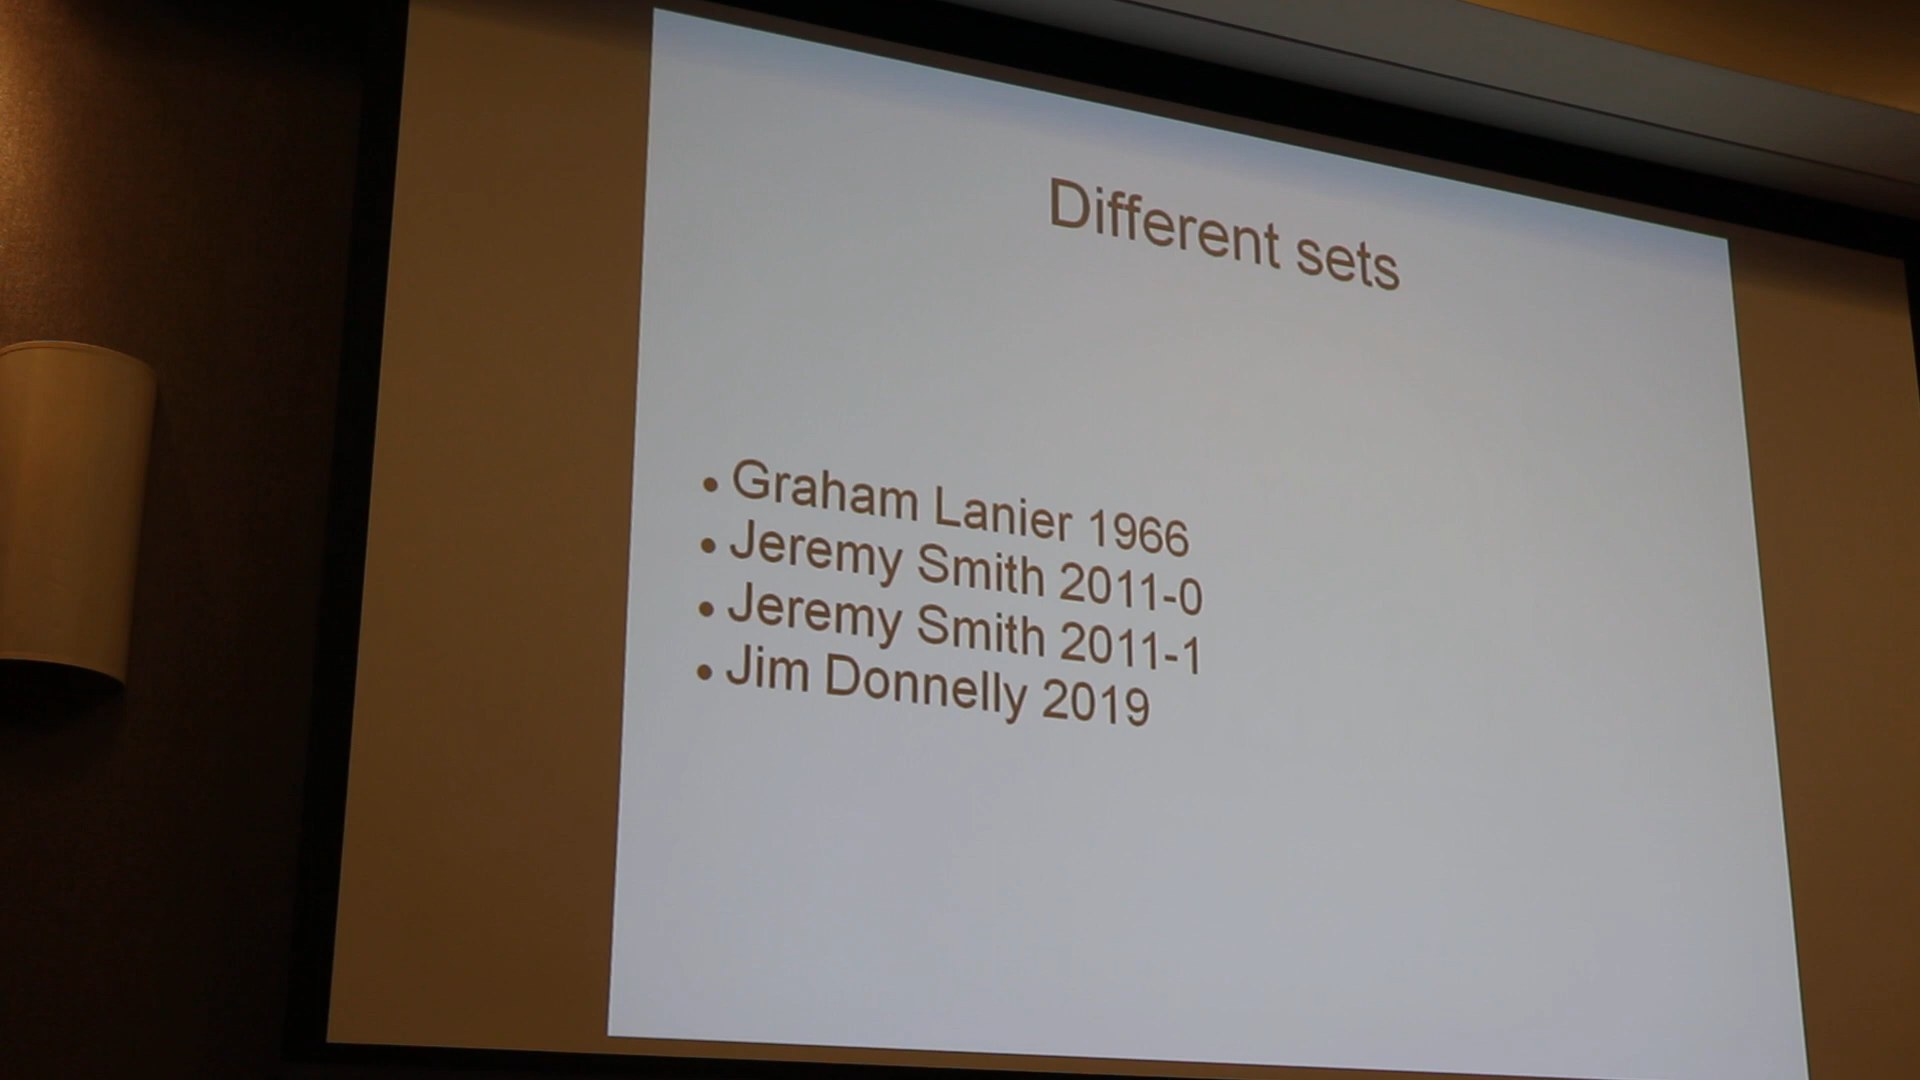 Different sets
• Graham Lanier 1966
• Jeremy Smith 2011-0
• Jeremy Smith 2011-1
• Jim Donnelly 2019